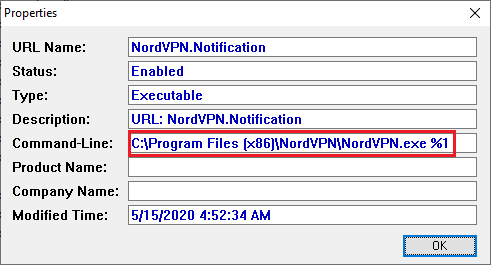 Properties
URL Name: NordVPN.Notification
Status: Enabled
Type: Executable
Description: URL: NordVPN.Notification
Command-Line: C:\Program Files (x86)\NordVPN\NordVPN.exe %1
Product Name:
Company Name:
Modified Time: 5/15/2020 4:52:34 AM
OK